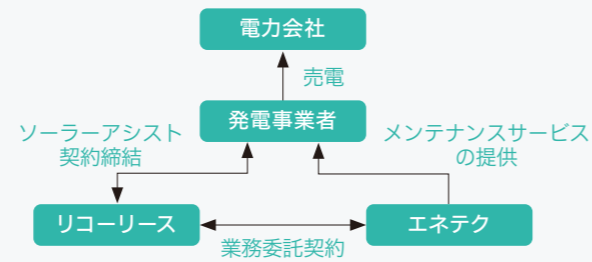 電力会社
売電
発電事業者
ソーラーアシスト
契約締結
メンテナンスサービス
の提供
リコーリース
エネテク
業務委託契約